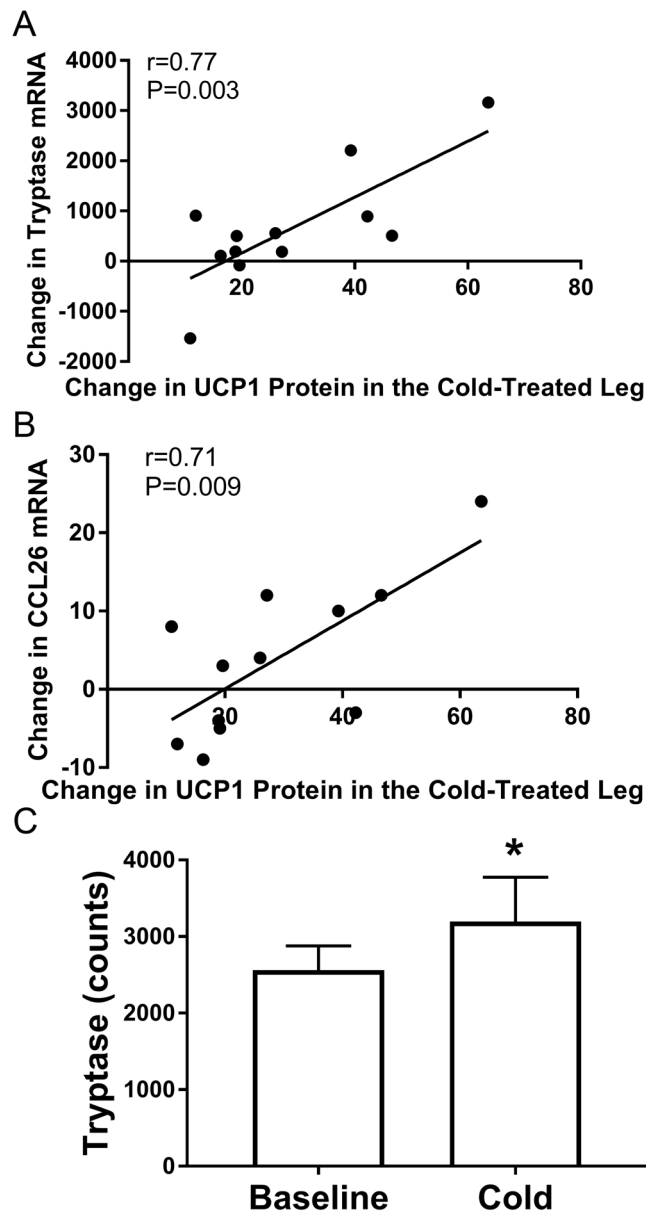 A
r=0.77
P=0.003
4000
3000
2000
1000
0
-1000
-2000
20
40
60
80
Change in Tryptase mRNA
Change in UCP1 Protein in the Cold-Treated Leg
B
r=0.71
P=0.009
30
20
10
0
-10
20
40
60
80
Change in CCL26 mRNA
Change in UCP1 Protein in the Cold-Treated Leg
C
*
4000
3000
2000
1000
0
Tryptase (counts)
Baseline
Cold